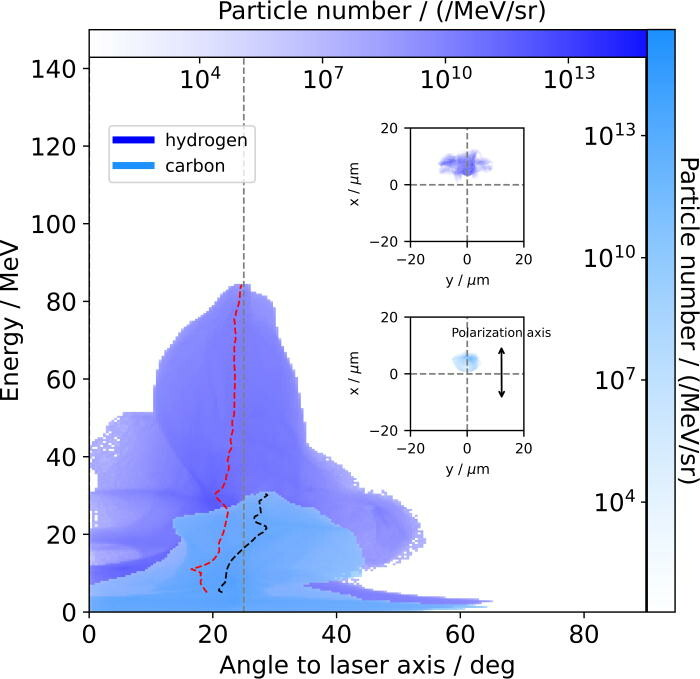 Particle number / (/MeV/sr)
10⁴ 10⁷ 10¹⁰ 10¹³
140
120
100
80
60
40
20
0
Energy / MeV
hydrogen
carbon
20
0
−20
x / μm
−20 0 20
y / μm
20
0
−20
x / μm
Polarization axis
−20 0 20
y / μm
0 20 40 60 80
Angle to laser axis / deg
10¹³
10¹⁰
10⁷
10⁴
Particle number / (/MeV/sr)